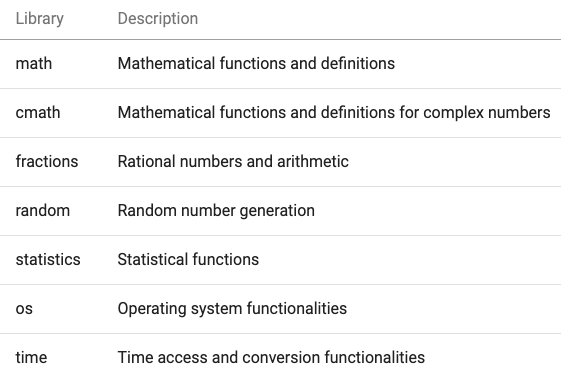 Library Description
math Mathematical functions and definitions
cmath Mathematical functions and definitions for complex numbers
fractions Rational numbers and arithmetic
random Random number generation
statistics Statistical functions
os Operating system functionalities
time Time access and conversion functionalities